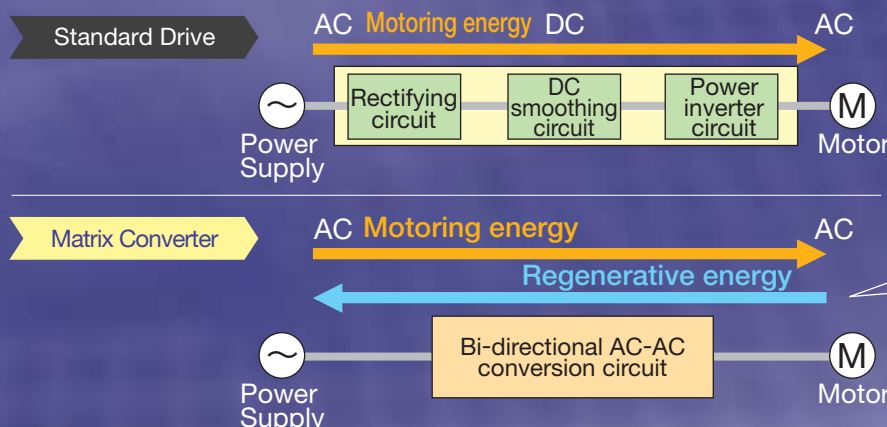 Standard Drive
AC Motoring energy DC AC
Rectifying
circuit
DC
smoothing
circuit
Power
inverter
circuit
~
Power
Supply
M
Motor
Matrix Converter
AC Motoring energy AC
Regenerative energy
Bi-directional AC-AC
conversion circuit
~
Power
Supply
M
Motor